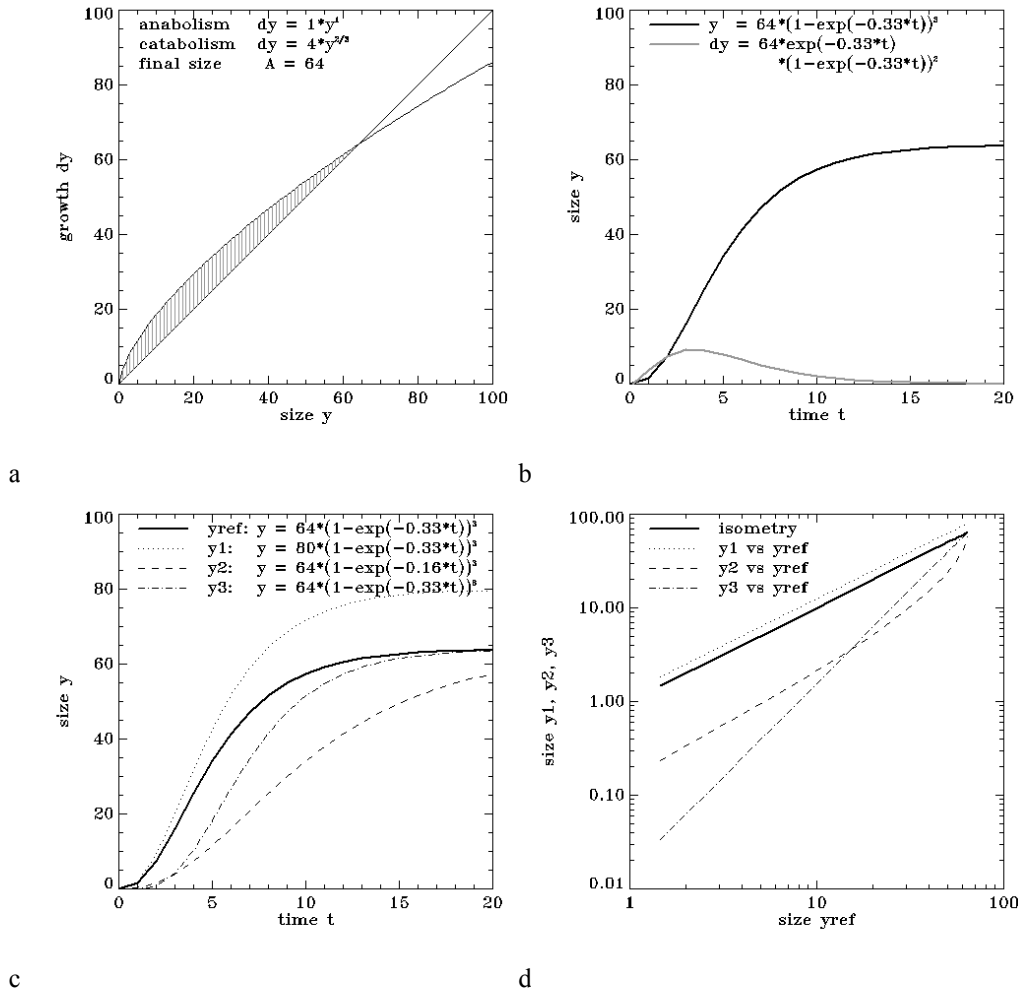 anabolism dy = 1*y¹
catabolism dy = 4*y²/³
final size A = 64
100
80
60
40
20
0
growth dy
0 20 40 60 80 100
size y
a
y = 64*(1-exp(-0.33*t))³
dy = 64*exp(-0.33*t)
*(1-exp(-0.33*t))²
100
80
60
40
20
0
size y
0 5 10 15 20
time t
b
yref: y = 64*(1-exp(-0.33*t))³
y1: y = 80*(1-exp(-0.33*t))³
y2: y = 64*(1-exp(-0.16*t))³
y3: y = 64*(1-exp(-0.33*t))⁶
100
80
60
40
20
0
size y
0 5 10 15 20
time t
c
isometry
y1 vs yref
y2 vs yref
y3 vs yref
100.00
10.00
1.00
0.10
0.01
size y1, y2, y3
1 10 100
size yref
d